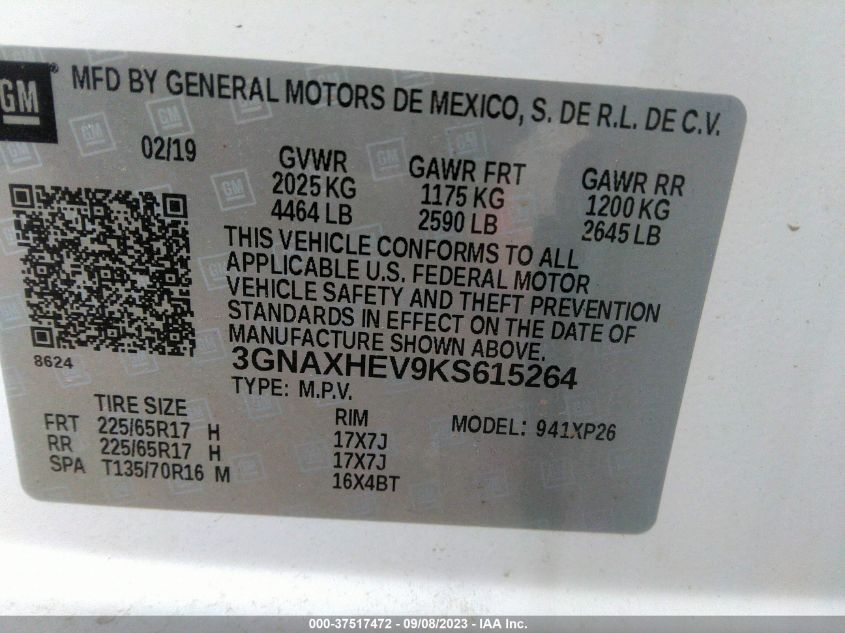 GM ® MFD BY GENERAL MOTORS DE MEXICO, S. DE R.L. DE C.V.
02/19
GVWR
2025 KG
4464 LB
GAWR FRT
1175 KG
2590 LB
GAWR RR
1200 KG
2645 LB
THIS VEHICLE CONFORMS TO ALL
APPLICABLE U.S. FEDERAL MOTOR
VEHICLE SAFETY AND THEFT PREVENTION
STANDARDS IN EFFECT ON THE DATE OF
MANUFACTURE SHOWN ABOVE.
8624
3GNAXHEV9KS615264
TYPE: M.P.V.
TIRE SIZE
FRT 225/65R17 H
RR 225/65R17 H
SPA T135/70R16 M
RIM
17X7J
17X7J
16X4BT
MODEL: 941XP26
000-37517472 - 09/08/2023 - IAA Inc.